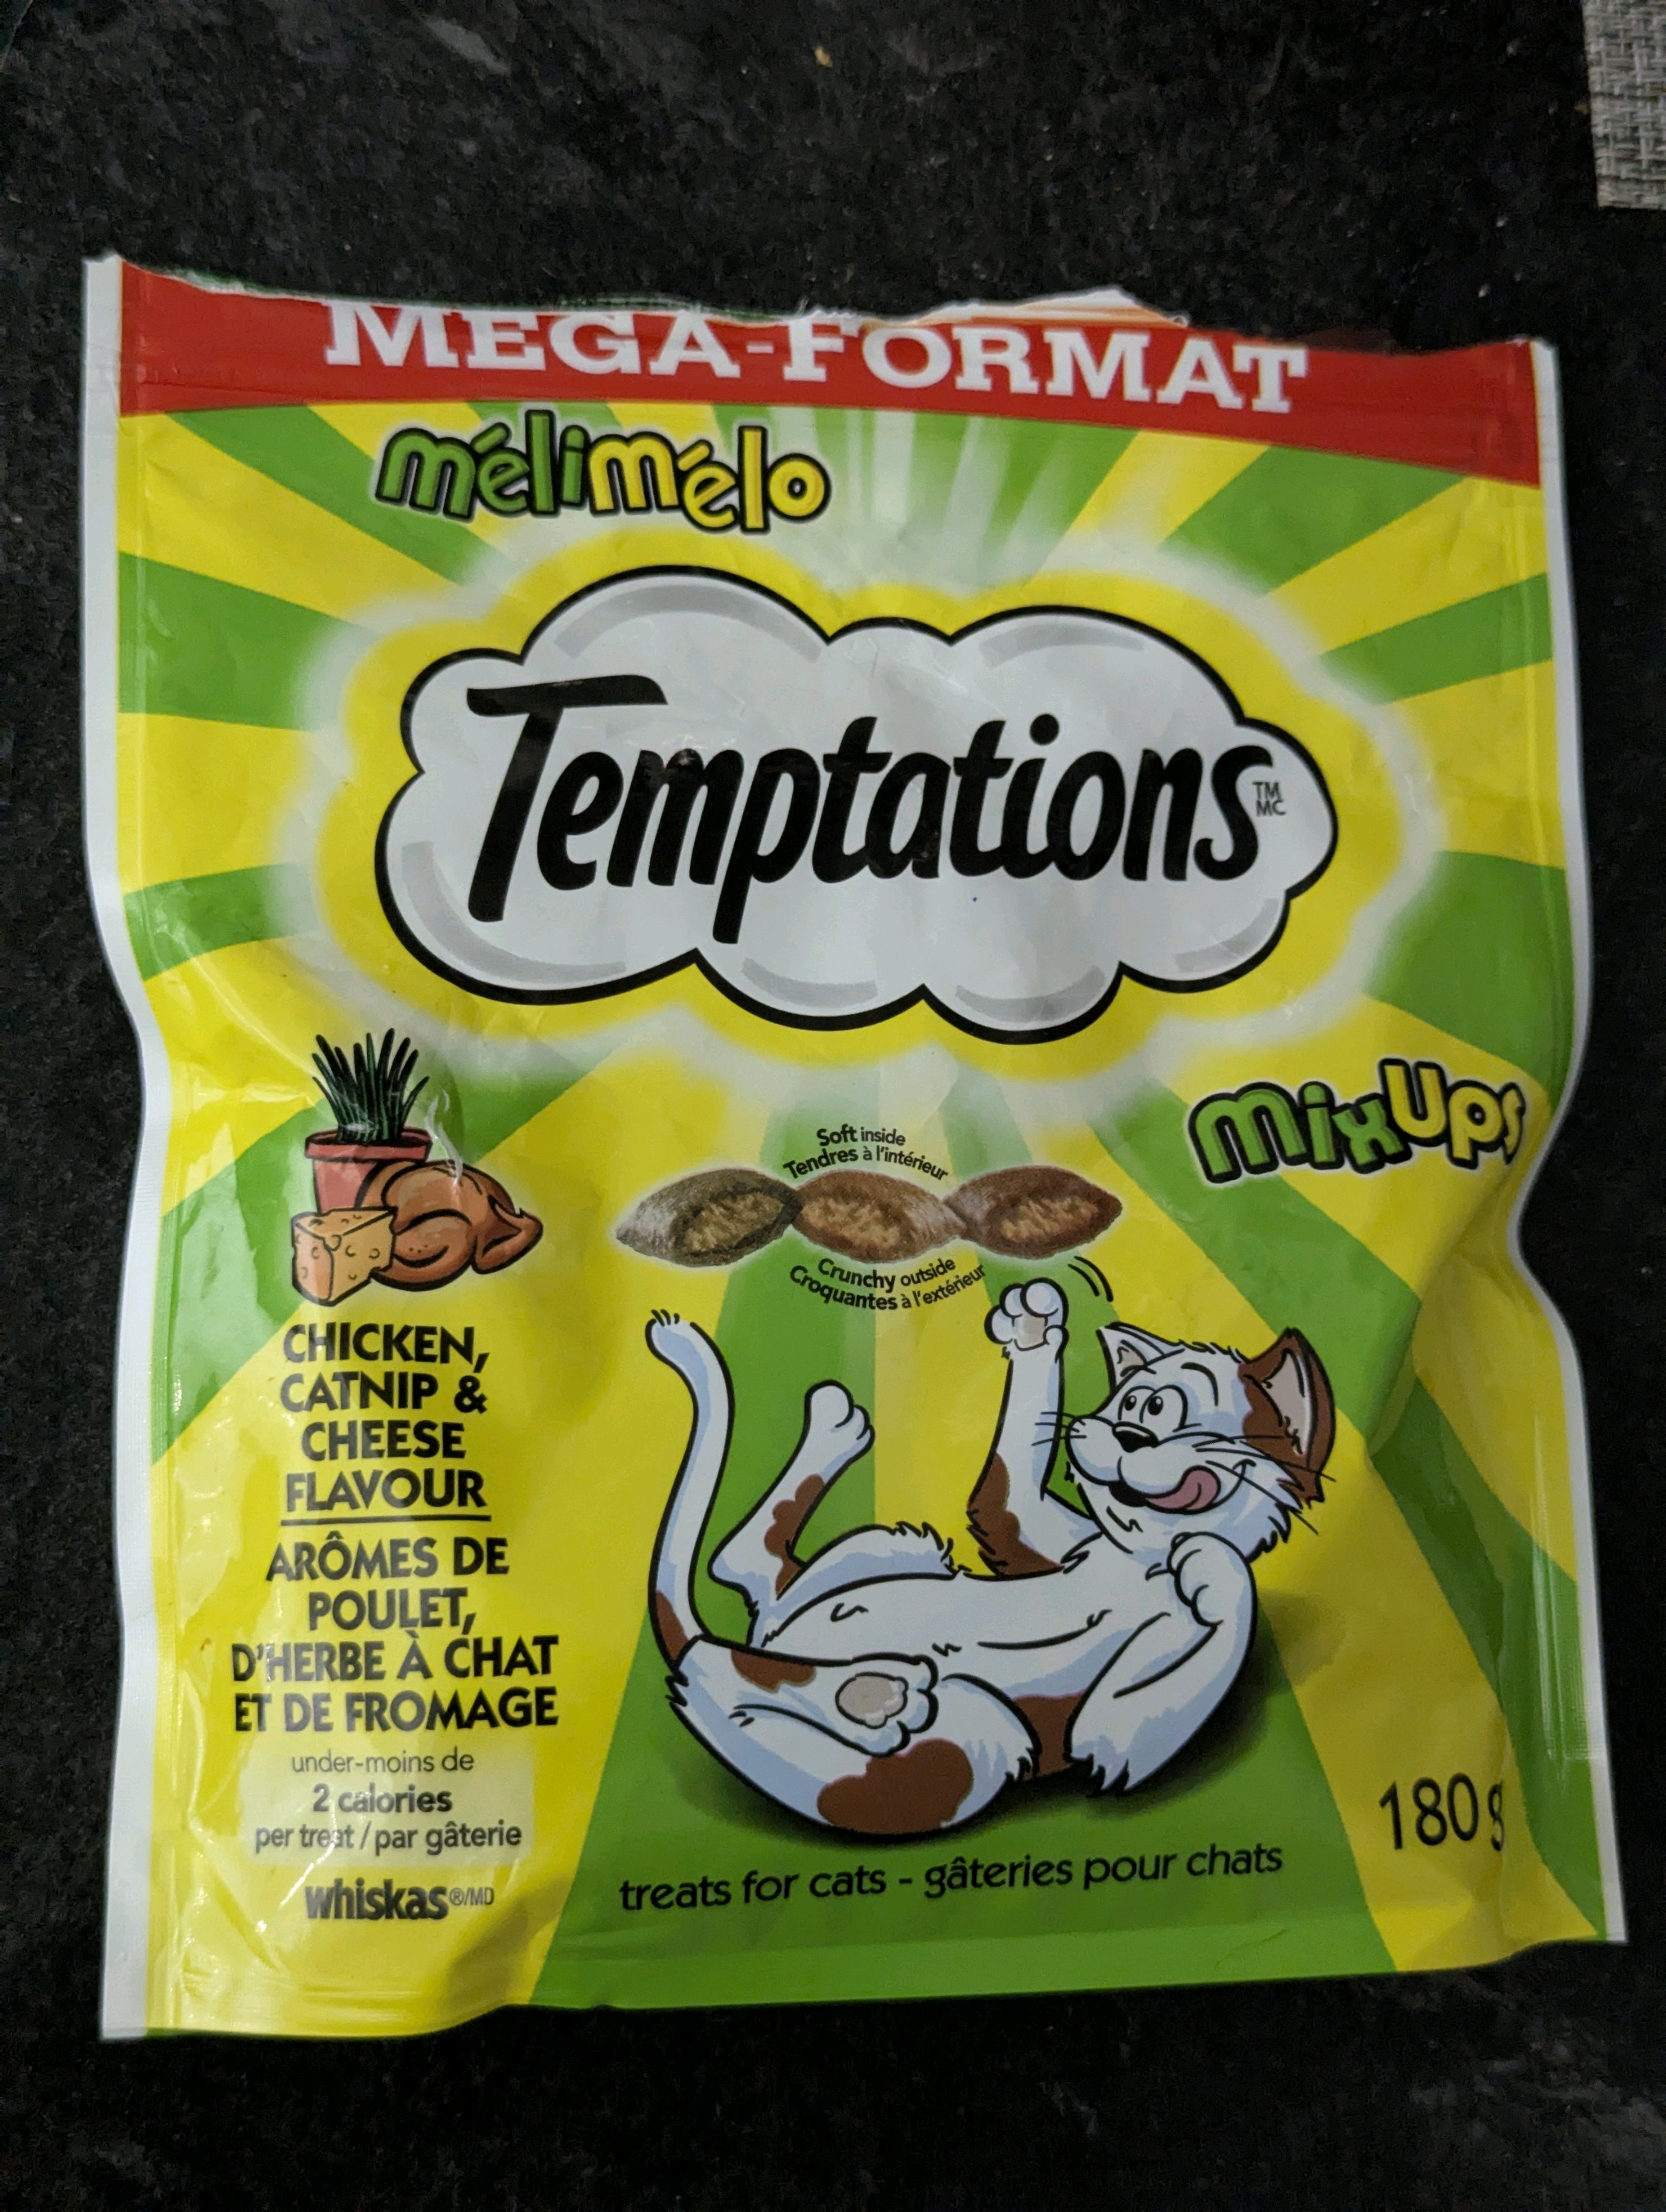 MEGA-FORMAT
mélimélo
Temptations TM MC
mixUps
Soft inside
Tendres à l'intérieur
Crunchy outside
Croquantes à l'extérieur
CHICKEN,
CATNIP &
CHEESE
FLAVOUR
ARÔMES DE
POULET,
D'HERBE À CHAT
ET DE FROMAGE
under-moins de
2 calories
per treat / par gâterie
whiskas®/MD
treats for cats - gâteries pour chats
180 g